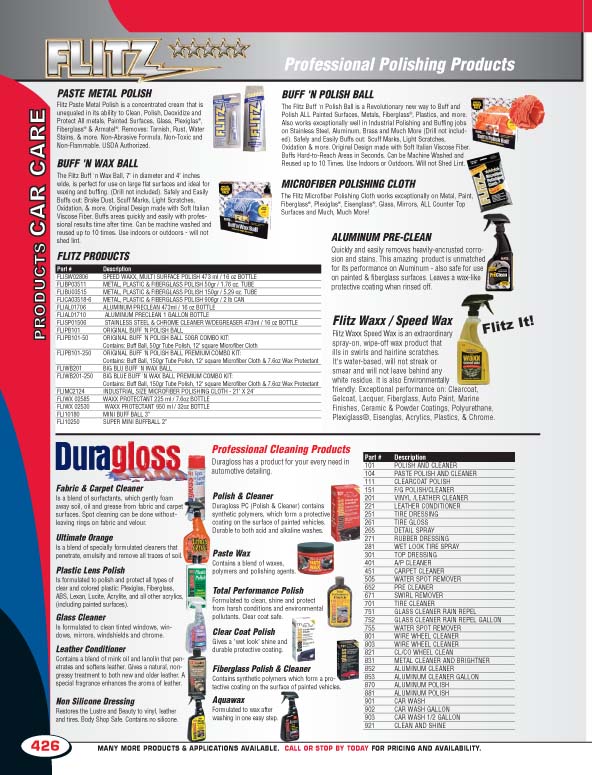 FLITZ
Professional Polishing Products
PRODUCTS CAR CARE
PASTE METAL POLISH
Flitz Paste Metal Polish is a concentrated cream that is
unequaled in its ability to Clean, Polish, Deoxidize and
Protect All metals, Painted Surfaces, Glass, Plexiglas®,
Fiberglass® & Armatel®. Removes: Tarnish, Rust, Water
Stains, & more. Non-Abrasive Formula. Non-Toxic and
Non-Flammable. USDA Authorized.
BUFF 'N WAX BALL
The Flitz Buff 'n Wax Ball, 7" in diameter and 4' inches
wide, is perfect for use on large flat surfaces and ideal for
waxing and buffing. (Drill not included). Safely and Easily
Buffs out: Brake Dust, Scuff Marks, Light Scratches,
Oxidation, & more. Original Design made with Soft Italian
Viscose Fiber. Buffs areas quickly and easily with profes-
sional results time after time. Can be machine washed and
reused up to 10 times. Use indoors or outdoors - will not
shed lint.
BUFF 'N POLISH BALL
The Flitz Buff 'n Polish Ball is a Revolutionary new way to Buff and
Polish ALL Painted Surfaces, Metals, Fiberglass®, Plastics, and more.
Also works exceptionally well in Industrial Polishing and Buffing jobs
on Stainless Steel, Aluminum, Brass and Much More (Drill not includ-
ed). Safely and Easily Buffs out: Scuff Marks, Light Scratches,
Oxidation & more. Original Design Made with Soft Italian Viscose Fiber.
Buffs Hard-to-Reach Areas in Seconds. Can be Machine Washed and
Reused up to 10 Times. Use Indoors or Outdoors. Will not Shed Lint.
MICROFIBER POLISHING CLOTH
The Flitz Microfiber Polishing Cloth works exceptionally on Metal, Paint,
Fiberglass®, Plexiglas®, Eisenglass®, Glass, Mirrors, ALL Counter Top
Surfaces and Much, Much More!
ALUMINUM PRE-CLEAN
Quickly and easily removes heavily-encrusted corro-
sion and stains. This amazing product is unmatched
for its performance on Aluminum - also safe for use
on painted & fiberglass surfaces. Leaves a wax-like
protective coating when rinsed off.
Flitz Waxx / Speed Wax
Flitz Waxx Speed Wax is an extraordinary
spray-on, wipe-off wax product that
ills in swirls and hairline scratches.
It's water-based, will not streak or
smear and will not leave behind any
white residue. It is also Environmentally
friendly. Exceptional performance on: Clearcoat,
Gelcoat, Lacquer, Fiberglass, Auto Paint, Marine
Finishes, Ceramic & Powder Coatings, Polyurethane,
Plexiglass®, Eisenglas, Acrylics, Plastics, & Chrome.
Flitz It!
FLITZ PRODUCTS
Part # Description
FLISW02806 SPEED WAXX, MULTI SURFACE POLISH 473 ml / 16 oz BOTTLE
FLIBP03511 METAL, PLASTIC & FIBERGLASS POLISH 50gr / 1.76 oz. TUBE
FLIBU03515 METAL, PLASTIC & FIBERGLASS POLISH 150gr / 5.29 oz. TUBE
FLICA03518-6 METAL, PLASTIC & FIBERGLASS POLISH 906gr / 2 lb CAN
FLIAL01706 ALUMINUM PRECLEAN 473ml / 16 oz BOTTLE
FLIAL01710 ALUMINUM PRECLEAN 1 GALLON BOTTLE
FLISP01506 STAINLESS STEEL & CHROME CLEANER W/DEGREASER 473ml / 16 oz BOTTLE
FLIPB101 ORIGINAL BUFF 'N POLISH BALL
FLIPB101-50 ORIGINAL BUFF 'N POLISH BALL 50GR COMBO KIT:
Contains: Buff Ball, 50gr Tube Polish, 12" square Microfiber Cloth
FLIPB101-250 ORIGINAL BUFF 'N POLISH BALL PREMIUM COMBO KIT:
Contains: Buff Ball, 150gr Tube Polish, 12" square Microfiber Cloth & 7.6oz Wax Protectant
FLIWB201 BIG BLU BUFF 'N WAX BALL
FLIWB201-250 BIG BLUE BUFF 'N WAX BALL PREMIUM COMBO KIT:
Contains: Buff Ball, 150gr Tube Polish, 12" square Microfiber Cloth & 7.6oz Wax Protectant
FLIMC2124 INDUSTRIAL SIZE MICROFIBER POLISHING CLOTH - 21' X 24'
FLIWX 02585 WAXX PROTECTANT 225 ml / 7.6oz BOTTLE
FLIWX 02530 WAXX PROTECTANT 950 ml / 32oz BOTTLE
FLI10180 MINI BUFF BALL 3"
FLI10250 SUPER MINI BUFFBALL 2"
Duragloss
Professional Cleaning Products
Duragloss has a product for your every need in
automotive detailing.
Fabric & Carpet Cleaner
Is a blend of surfactants, which gently foam
away soil, oil and grease from fabric and carpet
surfaces. Spot cleaning can be done without-
leaving rings on fabric and velour.
Ultimate Orange
Is a blend of specially formulated cleaners that
penetrate, emulsify and remove all traces of soil.
Plastic Lens Polish
Is formulated to polish and protect all types of
clear and colored plastic: Plexiglas, Fiberglass,
ABS, Lexan, Lucite, Acrylite, and all other acrylics,
(including painted surfaces).
Glass Cleaner
Is formulated to clean tinted windows, win-
dows, mirrors, windshields and chrome.
Leather Conditioner
Contains a blend of mink oil and lanolin that pen-
etrates and softens leather. Gives a natural, non-
greasy treatment to both new and older leather. A
special fragrance enhances the aroma of leather.
Non Silicone Dressing
Restores the Lustre and Beauty to vinyl, leather
and tires. Body Shop Safe. Contains no silicone.
Polish & Cleaner
Duragloss PC (Polish & Cleaner) contains
synthetic polymers, which form a protective
coating on the surface of painted vehicles.
Durable to both acid and alkaline washes.
Paste Wax
Contains a blend of waxes,
polymers and polishing agents.
Total Performance Polish
Formulated to clean, shine and protect
from harsh conditions and environmental
pollutants. Clear coat safe.
Clear Coat Polish
Gives a 'wet look' shine and
durable protective coating.
Fiberglass Polish & Cleaner
Contains synthetic polymers which form a pro-
tective coating on the surface of painted vehicles.
Aquawax
Formulated to wax after
washing in one easy step.
Part # Description
101 POLISH AND CLEANER
104 PASTE POLISH AND CLEANER
111 CLEARCOAT POLISH
151 F/G POLISH/CLEANER
201 VINYL /LEATHER CLEANER
221 LEATHER CONDITIONER
251 TIRE DRESSING
261 TIRE GLOSS
265 DETAIL SPRAY
271 RUBBER DRESSING
281 WET LOOK TIRE SPRAY
301 TOP DRESSING
401 A/P CLEANER
451 CARPET CLEANER
505 WATER SPOT REMOVER
652 PRE CLEANER
671 SWIRL REMOVER
701 TIRE CLEANER
751 GLASS CLEANER RAIN REPEL
752 GLASS CLEANER RAIN REPEL GALLON
755 WATER SPOT REMOVER
801 WIRE WHEEL CLEANER
803 WIRE WHEEL CLEANER
821 CL/CO WHEEL CLEAN
831 METAL CLEANER AND BRIGHTNER
852 ALUMINUM CLEANER
853 ALUMINUM CLEANER GALLON
870 ALUMINUM POLISH
881 ALUMINUM POLISH
901 CAR WASH
902 CAR WASH GALLON
903 CAR WASH 1/2 GALLON
921 CLEAN AND SHINE
426
MANY MORE PRODUCTS & APPLICATIONS AVAILABLE. CALL OR STOP BY TODAY FOR PRICING AND AVAILABILITY.